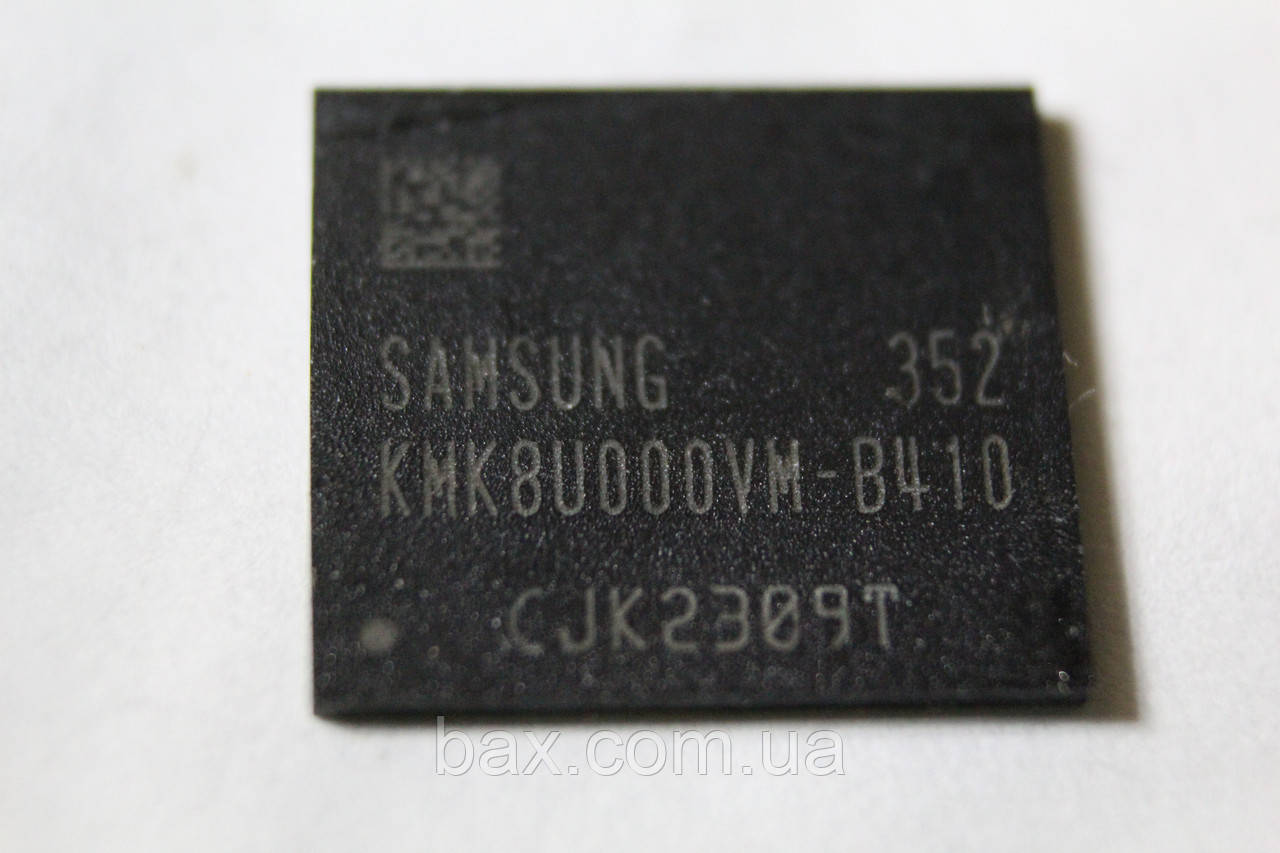 SAMSUNG 352
KMK8U000VM-B410
CJK2309T
bax.com.ua